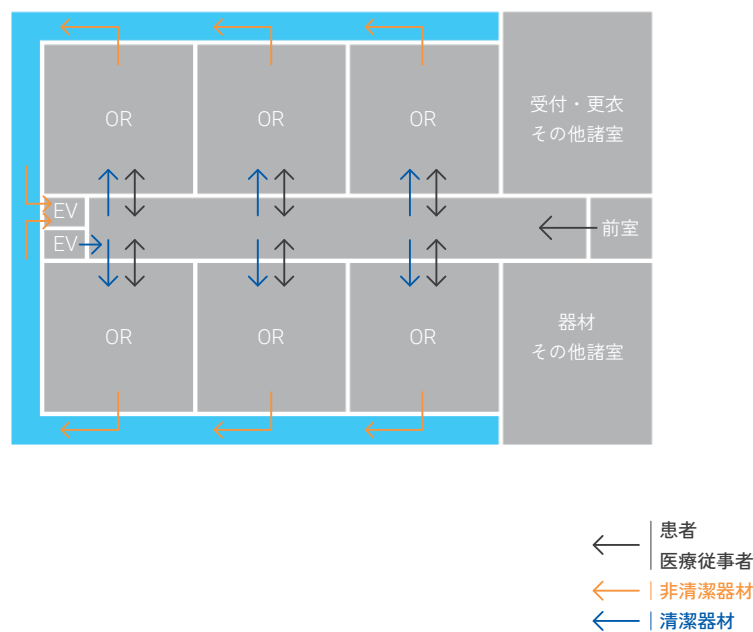 OR
OR
OR
受付・更衣
その他諸室
EV
EV
前室
OR
OR
OR
器材
その他諸室
患者
医療従事者
非清潔器材
清潔器材